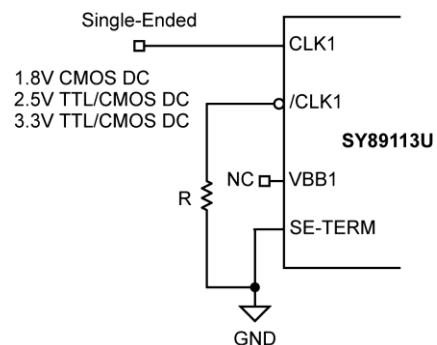 Single-Ended
CLK1
1.8V CMOS DC
2.5V TTL/CMOS DC
3.3V TTL/CMOS DC
/CLK1
SY89113U
R
NC
VBB1
SE-TERM
GND